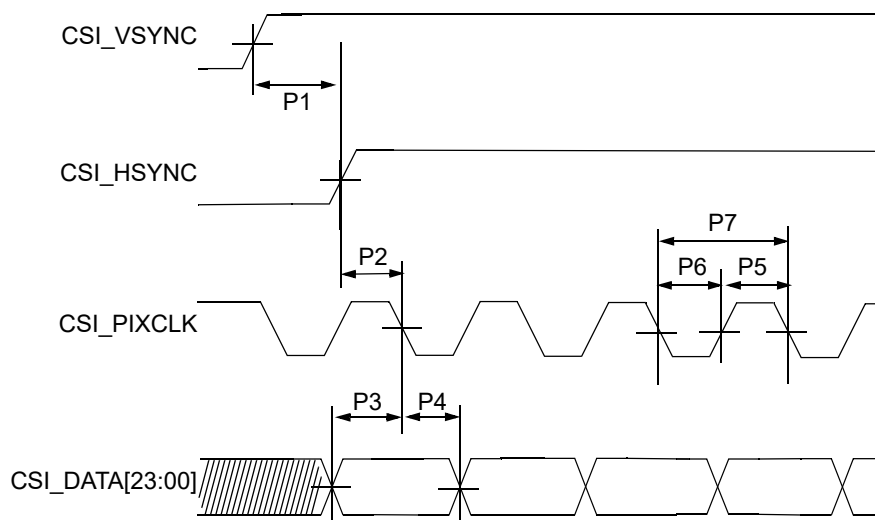 CSI_VSYNC
P1
CSI_HSYNC
P7
P2
P6
P5
CSI_PIXCLK
P3
P4
CSI_DATA[23:00]